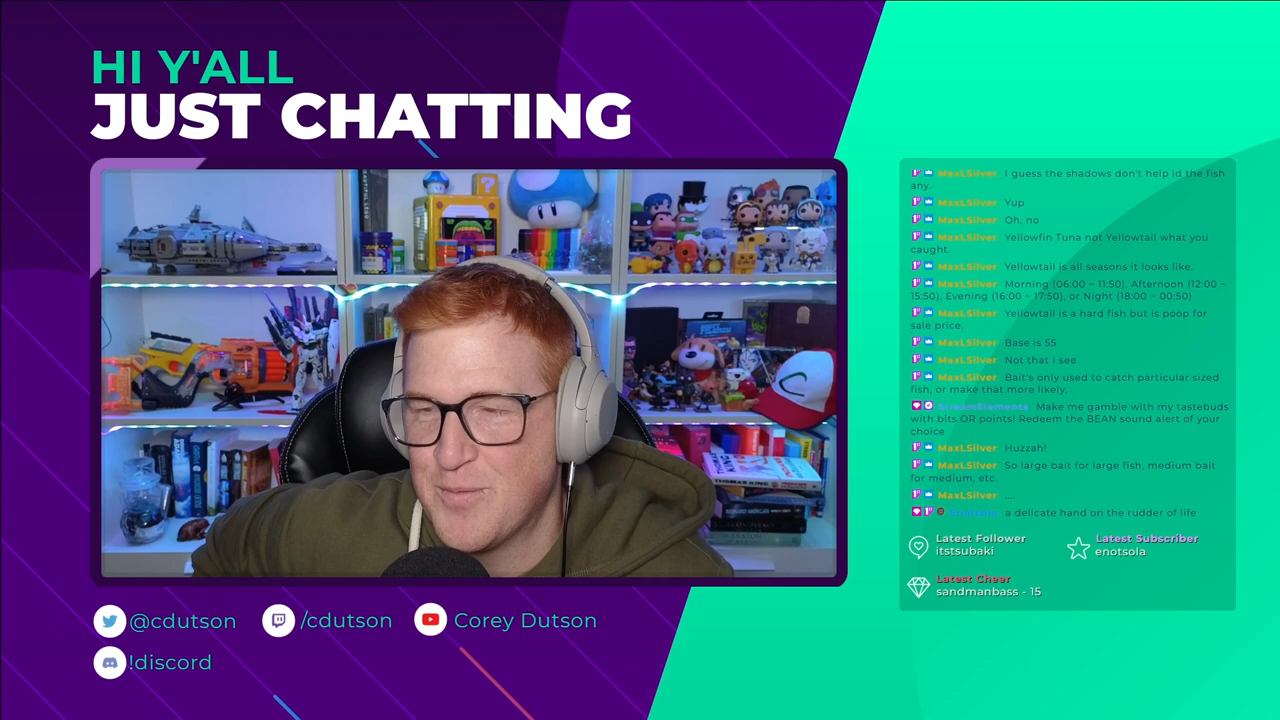 HI Y'ALL
JUST CHATTING
MaxLSilver I guess the shadows don't help id the fish
any.
MaxLSilver Yup
MaxLSilver Oh, no
MaxLSilver Yellowfin Tuna not Yellowtail what you
caught.
MaxLSilver Yellowtail is all seasons it looks like.
MaxLSilver Morning (06:00 ~ 11:50), Afternoon (12:00 ~
15:50), Evening (16:00 ~ 17:50), or Night (18:00 ~ 00:50)
MaxLSilver Yellowtail is a hard fish but is poop for
sale price.
MaxLSilver Base is 55
MaxLSilver Not that I see.
MaxLSilver Bait's only used to catch particular sized
fish, or make that more likely.
StreamElements Make me gamble with my tastebuds
with bits OR points! Redeem the BEAN sound alert of your
choice
MaxLSilver Huzzah!
MaxLSilver So large bait for large fish, medium bait
for medium, etc.
MaxLSilver ....
a delicate hand on the rudder of life
Latest Follower
itstsubaki
Latest Subscriber
enotsola
Latest Cheer
sandmanbass - 15
THOMAS KING
@cdutson
/cdutson
Corey Dutson
!discord